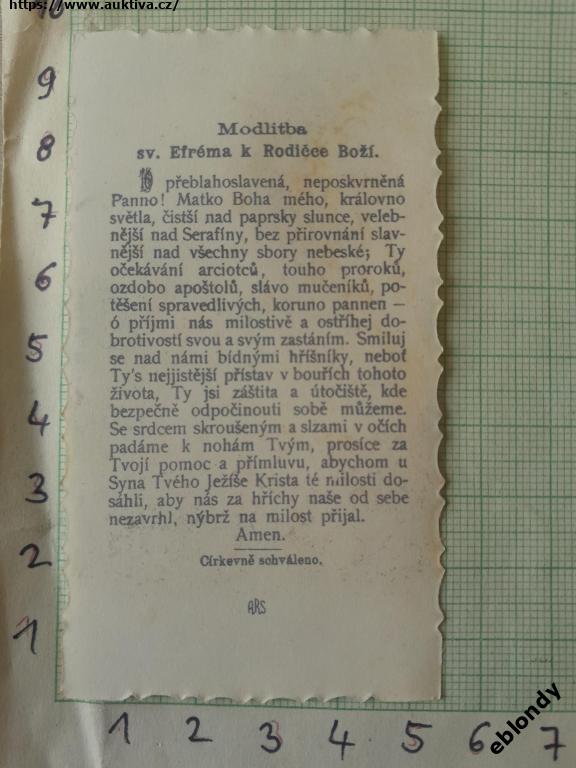 https://www.auktiva.cz/
10
9
8
7
6
5
4
3
2
1
Modlitba
sv. Efréma k Rodičce Boží.
Ó přeblahoslavená, neposkvrněná
Panno! Matko Boha mého, královno
světla, čistší nad paprsky slunce, veleb-
nější nad Serafíny, bez přirovnání slav-
nější nad všechny sbory nebeské; Ty
očekávání arciotců, touho proroků,
ozdobo apoštolů, slávo mučeníků, po-
těšení spravedlivých, koruno pannen —
ó příjmi nás milostivě a ostříhej do-
brotivostí svou a svým zastáním. Smiluj
se nad námi bídnými hříšníky, neboť
Ty's nejjistější přístav v bouřích tohoto
života, Ty jsi záštita a útočiště, kde
bezpečně odpočinouti sobě můžeme.
Se srdcem skroušeným a slzami v očích
padáme k nohám Tvým, prosíce za
Tvojí pomoc a přímluvu, abychom u
Syna Tvého Ježíše Krista té milosti do-
sáhli, aby nás za hříchy naše od sebe
nezavrhl, nýbrž na milost přijal.
Amen.
Církevně schváleno.
ARS
1 2 3 4 5 6 7
eblondy